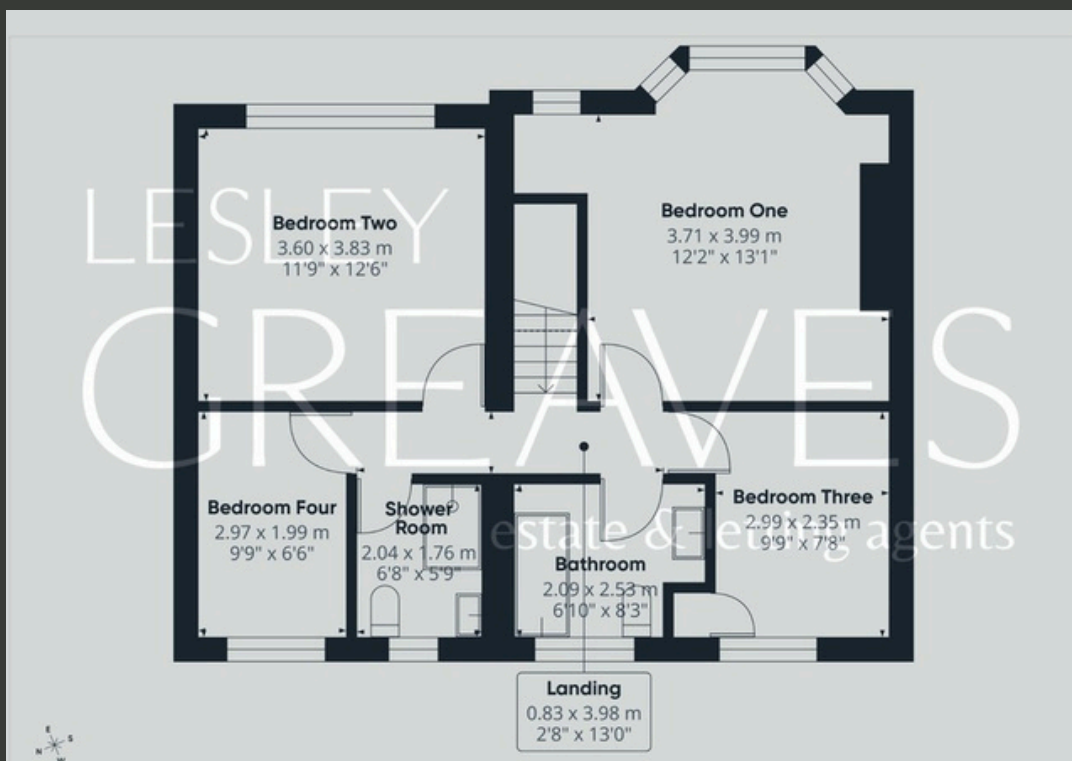 LESLEY
GREAVES
estate & letting agents
Bedroom Two
3.60 x 3.83 m
11'9" x 12'6"
Bedroom One
3.71 x 3.99 m
12'2" x 13'1"
Bedroom Four
2.97 x 1.99 m
9'9" x 6'6"
Shower
Room
2.04 x 1.76 m
6'8" x 5'9"
Bathroom
2.09 x 2.53 m
6'10" x 8'3"
Bedroom Three
2.99 x 2.35 m
9'9" x 7'8"
Landing
0.83 x 3.98 m
2'8" x 13'0"
E
S
N
W